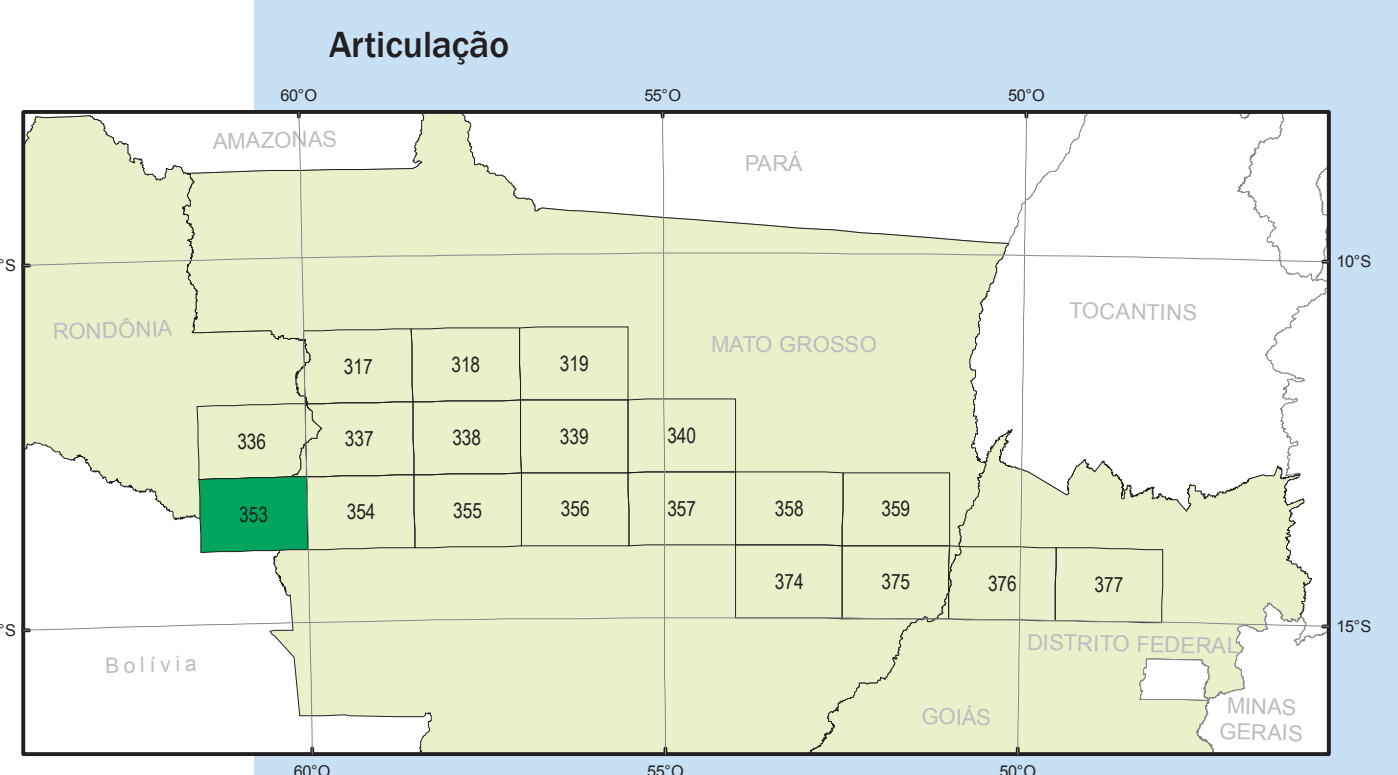 Articulação
60°O 55°O 50°O
AMAZONAS
PARÁ
°S 10°S
TOCANTINS
RONDÔNIA
MATO GROSSO
317 318 319
336 337 338 339 340
353 354 355 356 357 358 359
374 375 376 377
°S 15°S
DISTRITO FEDERAL
Bolívia
MINAS
GERAIS
GOIÁS
60°O 55°O 50°O